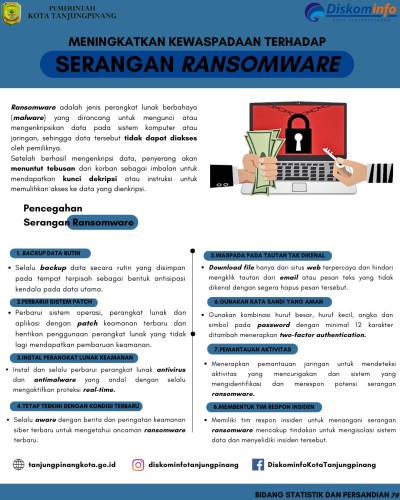 PEMERINTAH
KOTA TANJUNGPINANG
Diskominfo
KOTA TANJUNGPINANG
MENINGKATKAN KEWASPADAAN TERHADAP
SERANGAN RANSOMWARE
Ransomware adalah jenis perangkat lunak berbahaya
(malware) yang dirancang untuk mengunci atau
mengenkripsikan data pada sistem komputer atau
jaringan, sehingga data tersebut tidak dapat diakses
oleh pemiliknya.
Setelah berhasil mengenkripsi data, penyerang akan
menuntut tebusan dari korban sebagai imbalan untuk
mendapatkan kunci dekripsi atau instruksi untuk
memulihkan akses ke data yang dienkripsi.
Pencegahan
Serangan Ransomware
1. BACKUP DATA RUTIN
Selalu backup data secara rutin yang disimpan
pada tempat terpisah sebagai bentuk antisipasi
kendala pada data utama.
2.PERBARUI SISTEM PATCH
Perbarui sistem operasi, perangkat lunak dan
aplikasi dengan patch keamanan terbaru dan
hentikan penggunaan perangkat lunak yang tidak
lagi mendapatkan pembaruan keamanan.
3.INSTAL PERANGKAT LUNAK KEAMANAN
Instal dan selalu perbarui perangkat lunak antivirus
dan antimalware yang andal dengan selalu
mengaktifkan proteksi real-time.
4.TETAP TERKINI DENGAN KONDISI TERBARU
Selalu aware dengan berita dan peringatan keamanan
siber terbaru untuk mengetahui ancaman ransomware
terbaru.
5.WASPADA PADA TAUTAN TAK DIKENAL
Download file hanya dari situs web terpercaya dan hindari
mengklik tautan dari email atau pesan teks yang tidak
dikenal dengan segera hapus pesan tersebut.
6.GUNAKAN KATA SANDI YANG AMAN
Gunakan kombinasi huruf besar, huruf kecil, angka dan
simbol pada password dengan minimal 12 karakter
ditambah menerapkan two-factor authentication.
7.PEMANTAUAN AKTIVITAS
Menerapkan pemantauan jaringan untuk mendeteksi
aktivitas yang mencurigakan dan sistem yang
mengidentifikasi dan merespon potensi serangan
ransomware.
8.MEMBENTUK TIM RESPON INSIDEN
Memiliki tim respon insiden untuk menangani serangan
ransomware mencakup tindakan untuk mengisolasi sistem
data dan menyelidiki insiden tersebut.
tanjungpinangkota.go.id
diskominfotanjungpinang
DiskominfoKotaTanjungpinang
BIDANG STATISTIK DAN PERSANDIAN